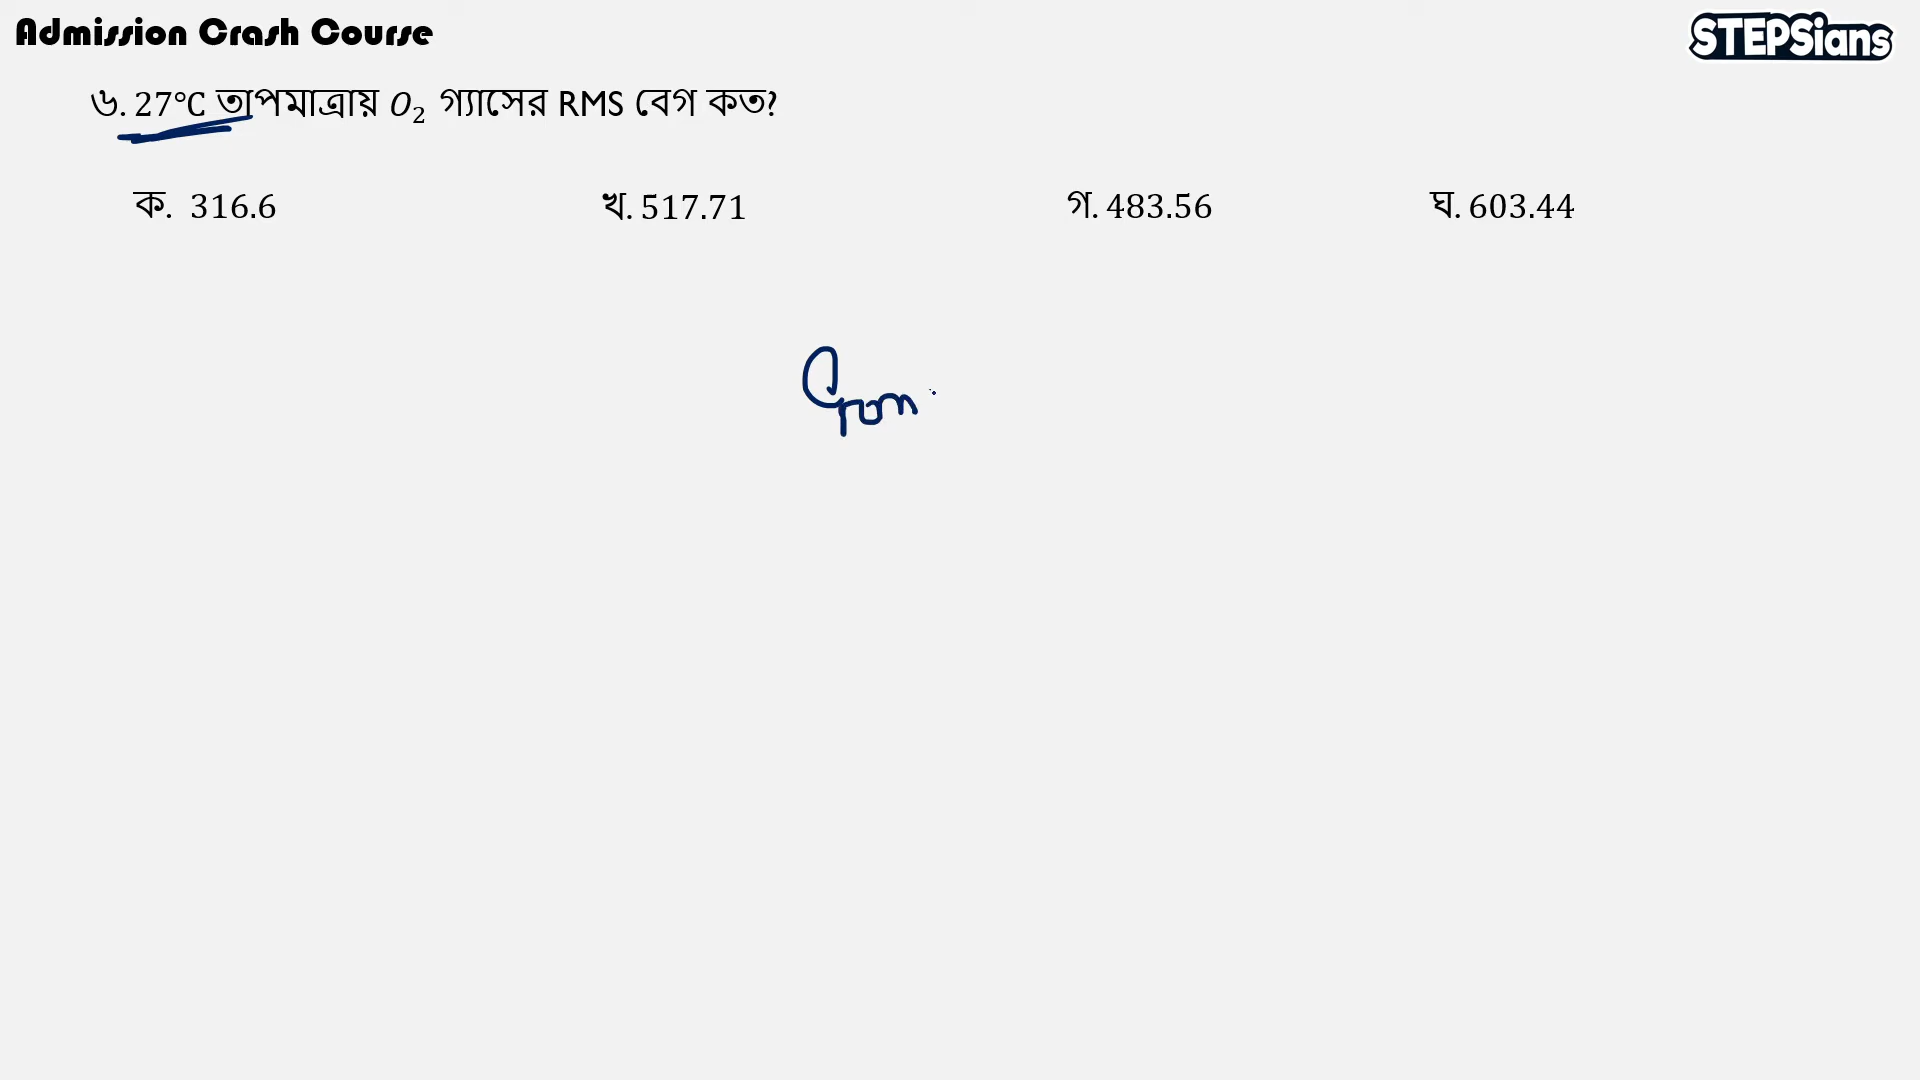 Admission Crash Course
STEPSians
৬. 27°C তাপমাত্রায় O₂ গ্যাসের RMS বেগ কত?
ক. 316.6 খ. 517.71 গ. 483.56 ঘ. 603.44